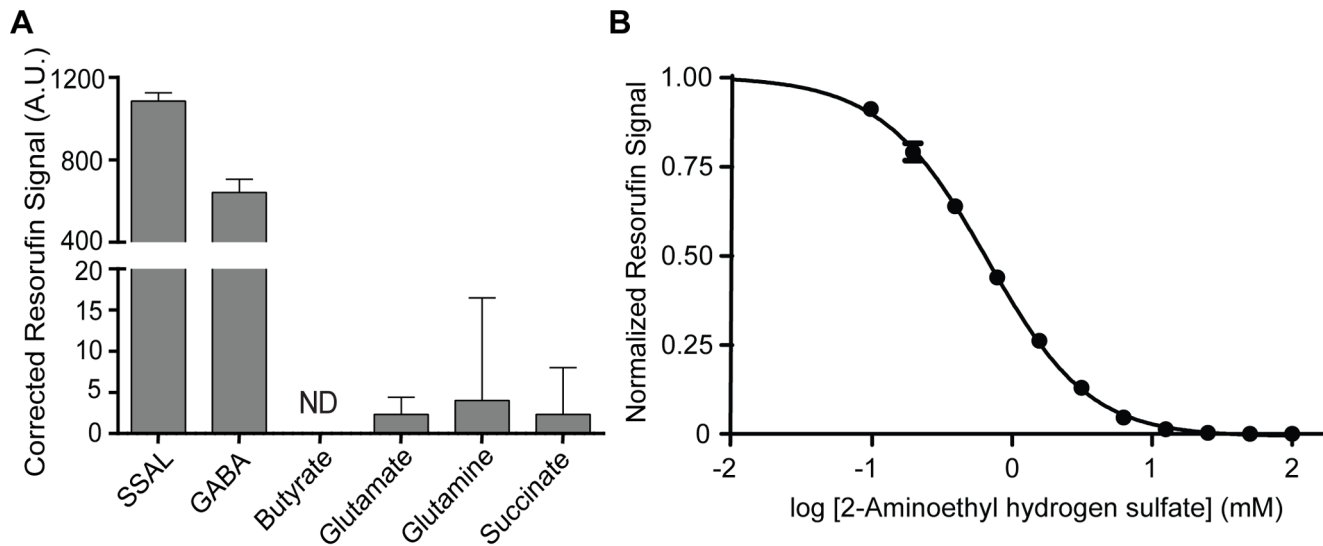 A
Corrected Resorufin Signal (A.U.)
1200
800
400
20
15
10
5
0
ND
SSAL
GABA
Butyrate
Glutamate
Glutamine
Succinate
B
Normalized Resorufin Signal
1.00
0.75
0.50
0.25
0
-2
-1
0
1
2
log [2-Aminoethyl hydrogen sulfate] (mM)